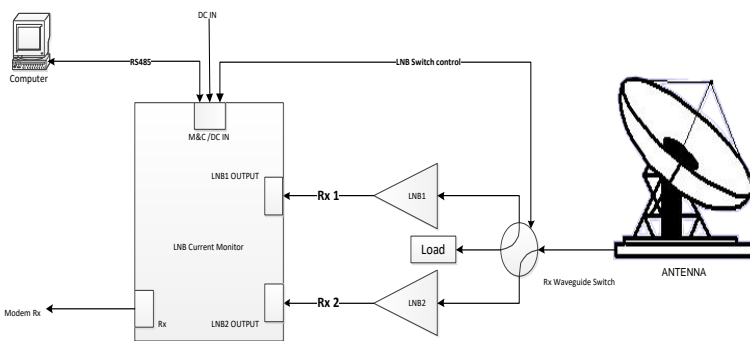 DC IN
RS485
LNB Switch control
Computer
M&C /DC IN
LNB1 OUTPUT
Rx 1
LNB1
LNB Current Monitor
Load
ANTENNA
Rx Waveguide Switch
Rx 2
LNB2
Modem Rx
Rx
LNB2 OUTPUT